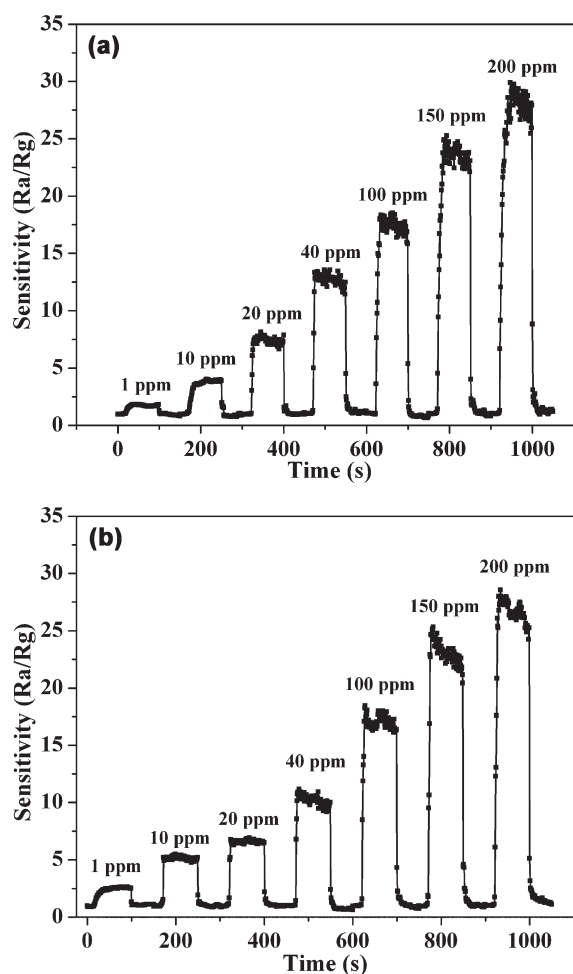 (a)
35
30
25
20
15
10
5
0
Sensitivity (Ra/Rg)
1 ppm
10 ppm
20 ppm
40 ppm
100 ppm
150 ppm
200 ppm
0 200 400 600 800 1000
Time (s)
(b)
35
30
25
20
15
10
5
0
Sensitivity (Ra/Rg)
1 ppm
10 ppm
20 ppm
40 ppm
100 ppm
150 ppm
200 ppm
0 200 400 600 800 1000
Time (s)